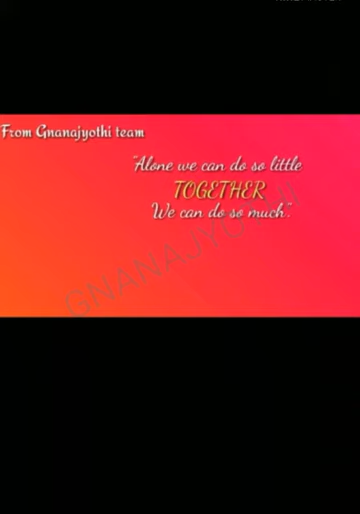 From Gnanajyothi team
"Alone we can do so little
TOGETHER
We can do so much".